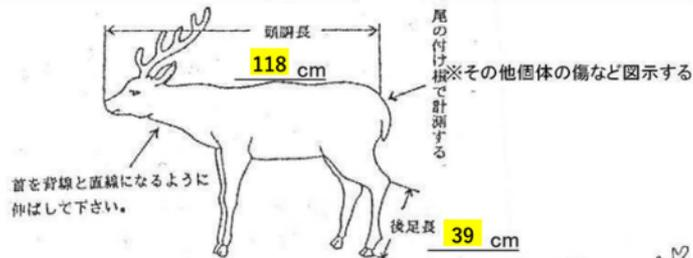 頭胴長
118 cm
尾の付け根で計測する
※その他個体の傷など図示する
首を背線と直線になるように
伸ばして下さい。
後足長 39 cm